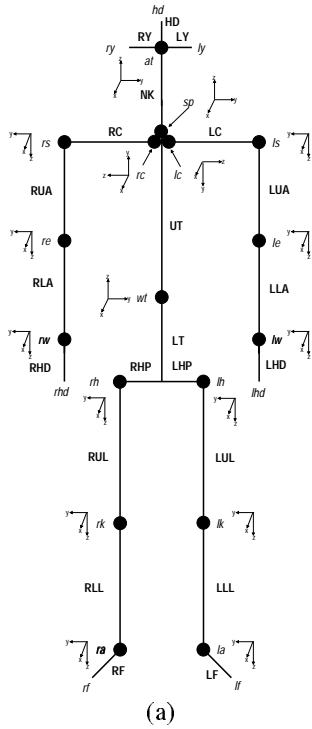 hd
HD
RY LY
ry ly
at
z
y
x
NK
sp
z
y
x
RC LC
y
x
z
rs
ls
y
x
z
y
z
x
rc
lc
z
x
y
RUA
LUA
UT
y
x
z
re
le
y
x
z
RLA
LLA
z
y
x
wt
y
x
z
rw
lw
y
x
z
LT
RHD
LHD
RHP LHP
rhd
rh
lh
lhd
y
x
z
y
x
z
RUL
LUL
y
x
z
rk
lk
y
x
z
RLL
LLL
y
x
z
ra
la
y
x
z
RF
LF
rf
lf
(a)